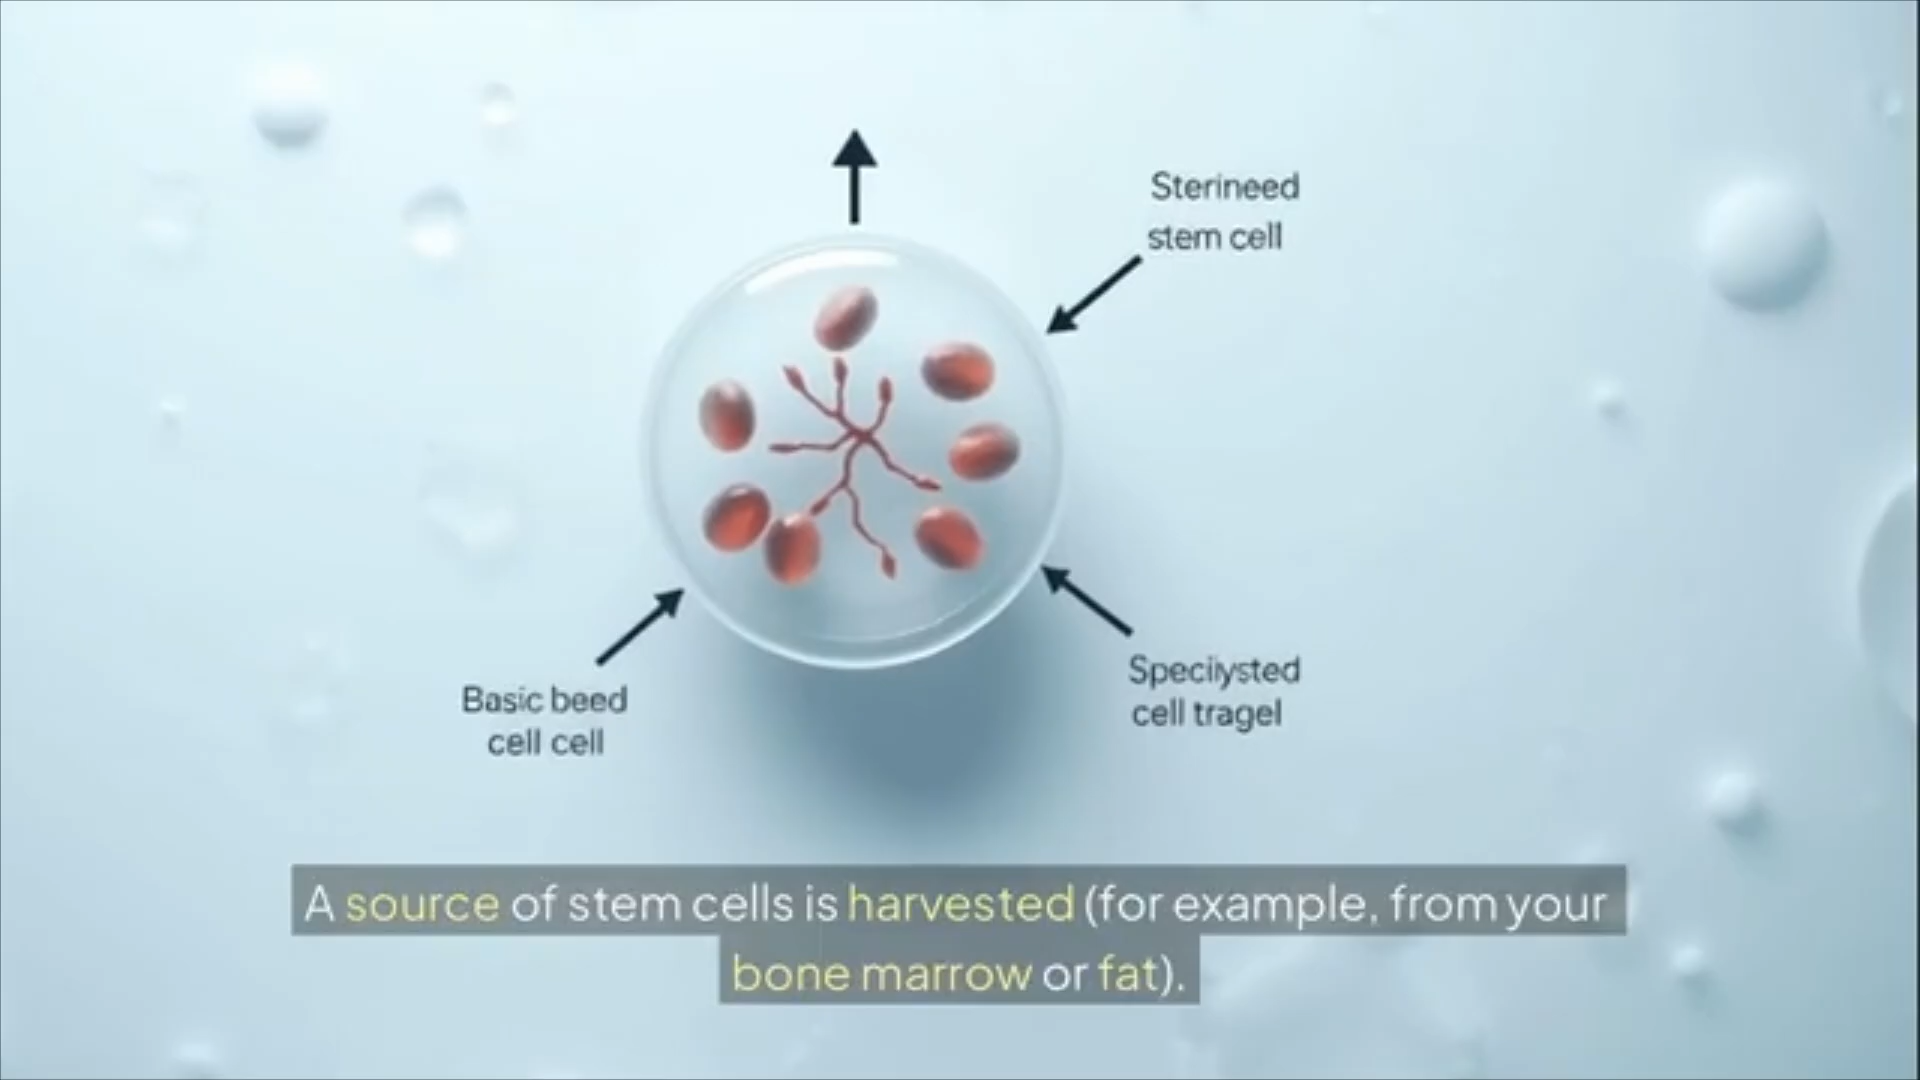 Sterineed
stem cell
Basic beed
cell cell
Specilysted
cell tragel
A source of stem cells is harvested (for example, from your
bone marrow or fat).